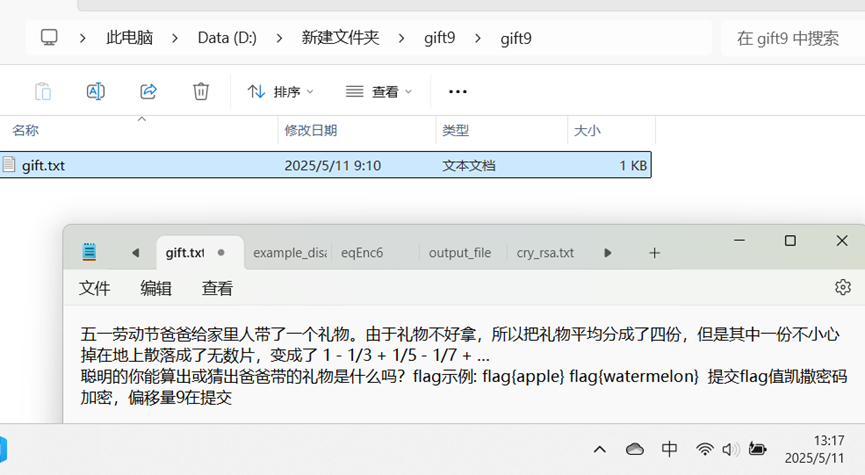 此电脑 > Data (D:) > 新建文件夹 > gift9 > gift9 在 gift9 中搜索
排序 查看 ...
名称 修改日期 类型 大小
gift.txt 2025/5/11 9:10 文本文档 1 KB
gift.txt example_disa eqEnc6 output_file cry_rsa.txt
文件 编辑 查看
五一劳动节爸爸给家里人带了一个礼物。由于礼物不好拿，所以把礼物平均分成了四份，但是其中一份不小心
掉在地上散落成了无数片，变成了 1 - 1/3 + 1/5 - 1/7 + …
聪明的你能算出或猜出爸爸带的礼物是什么吗？flag示例: flag{apple} flag{watermelon} 提交flag值凯撒密码
加密，偏移量9在提交
中 13:17
2025/5/11